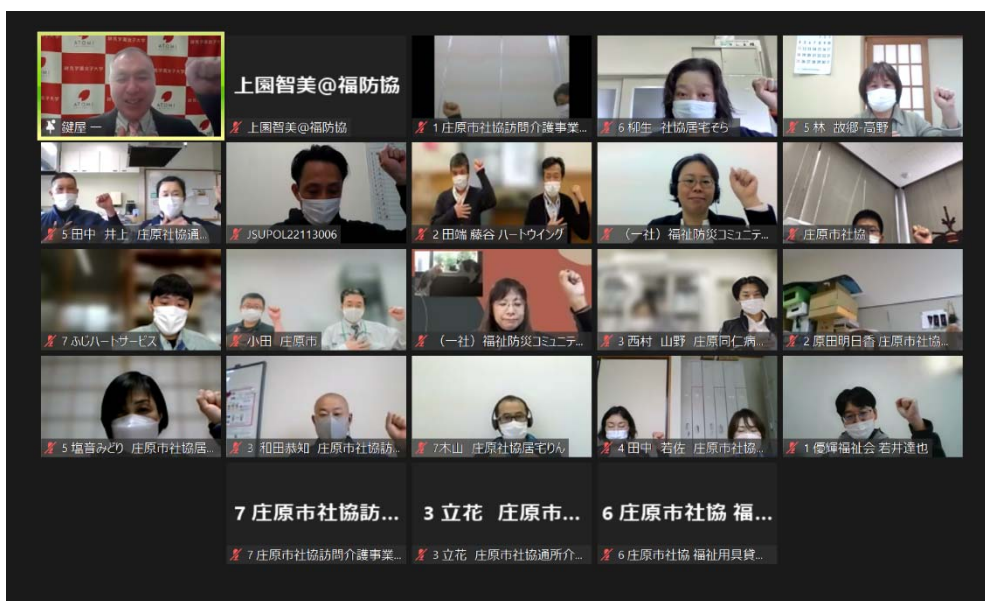 ATOMI
鍵屋 一
上園智美@福防協
上園智美@福防協
1 庄原市社協訪問介護事業...
6 柳生 社協居宅そら
5 林 故郷-高野
5 田中 井上 庄原社協通...
JSUPOL22113006
2 田端 藤谷 ハートウイング
(一社) 福祉防災コミュニテ...
庄原市社協
7 ふじハートサービス
小田 庄原市
(一社) 福祉防災コミュニテ...
3 西村 山野 庄原同仁病...
2 原田明日香 庄原市社協...
5 塩音みどり 庄原市社協居...
3 和田恭知 庄原市社協訪...
7木山 庄原社協居宅りん
4 田中 若佐 庄原市社協...
1 優輝福祉会 若井達也
7 庄原市社協訪...
7 庄原市社協訪問介護事業...
3 立花 庄原市...
3 立花 庄原市社協通所介...
6 庄原市社協 福...
6 庄原市社協 福祉用具貸...